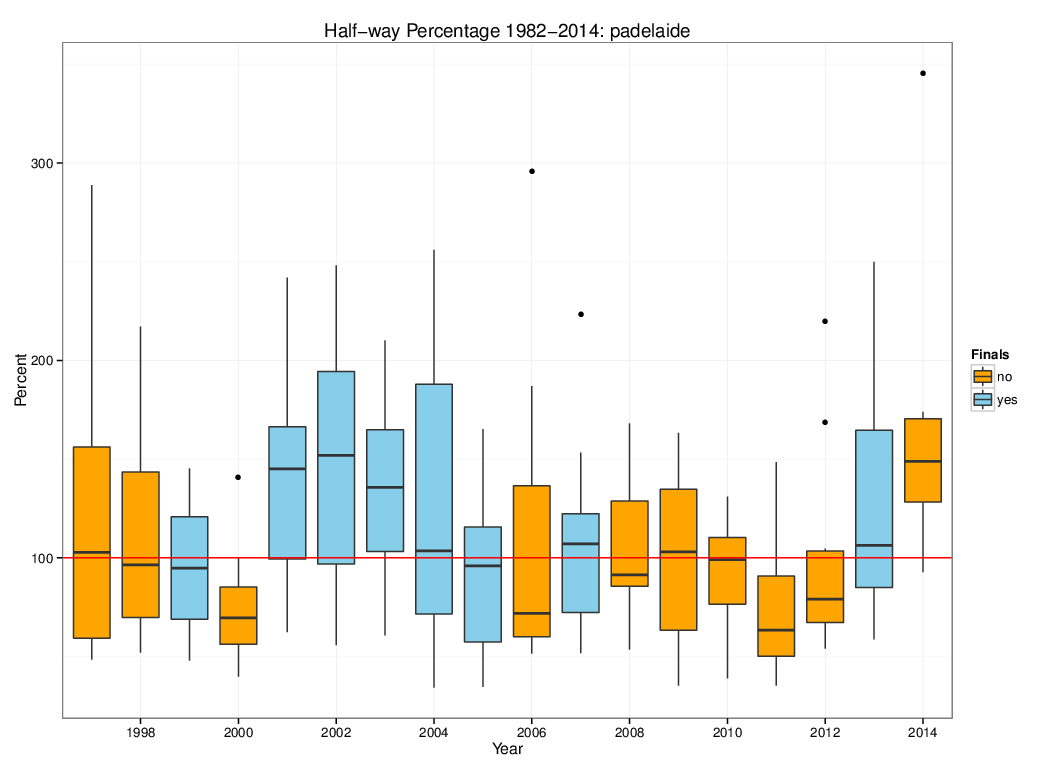 Half−way Percentage 1982−2014: padelaide
300
200
100
Percent
1998 2000 2002 2004 2006 2008 2010 2012 2014
Year
Finals
no
yes